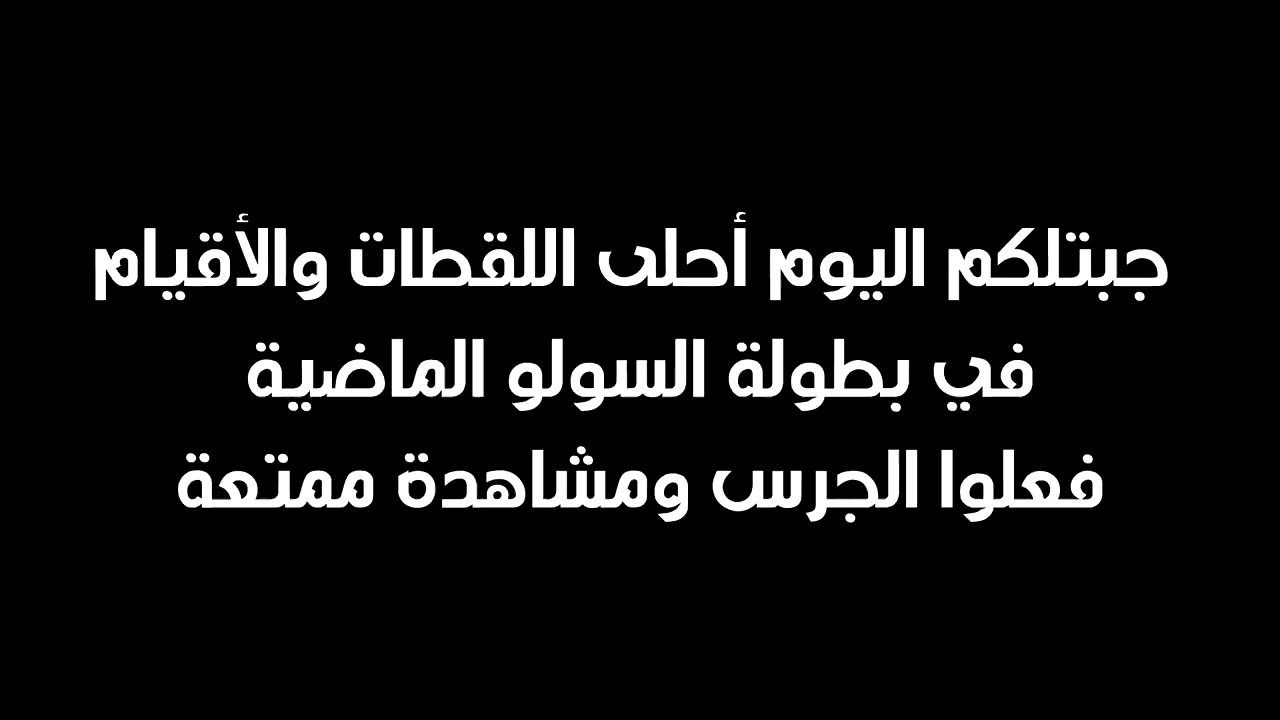 جبتلكم اليوم أحلى اللقطات والأقيام
في بطولة السولو الماضية
فعلوا الجرس ومشاهدة ممتعة